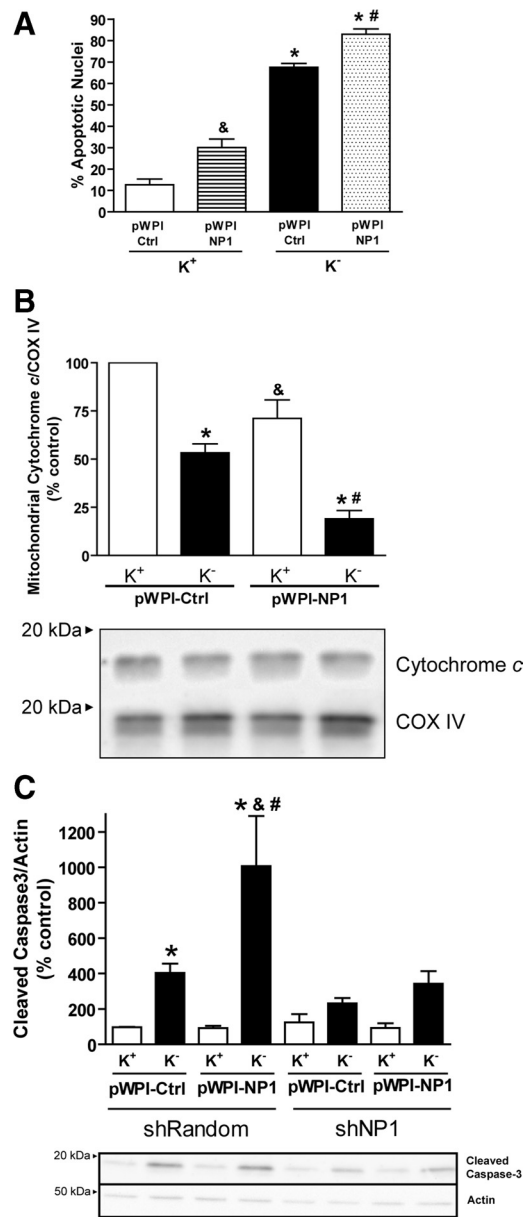 A
% Apoptotic Nuclei
90
80
70
60
50
40
30
20
10
0
& * * #
pWPI pWPI pWPI pWPI
Ctrl NP1 Ctrl NP1
K+ K-
B
Mitochondrial Cytochrome c/COX IV
(% control)
100
75
50
25
0
* & * #
K+ K- K+ K-
pWPI-Ctrl pWPI-NP1
20 kDa
Cytochrome c
20 kDa
COX IV
C
Cleaved Caspase3/Actin
(% control)
1200
1000
800
600
400
200
0
* * & #
K+ K- K+ K- K+ K- K+ K-
pWPI-Ctrl pWPI-NP1 pWPI-Ctrl pWPI-NP1
shRandom shNP1
20 kDa
Cleaved
Caspase-3
50 kDa
Actin